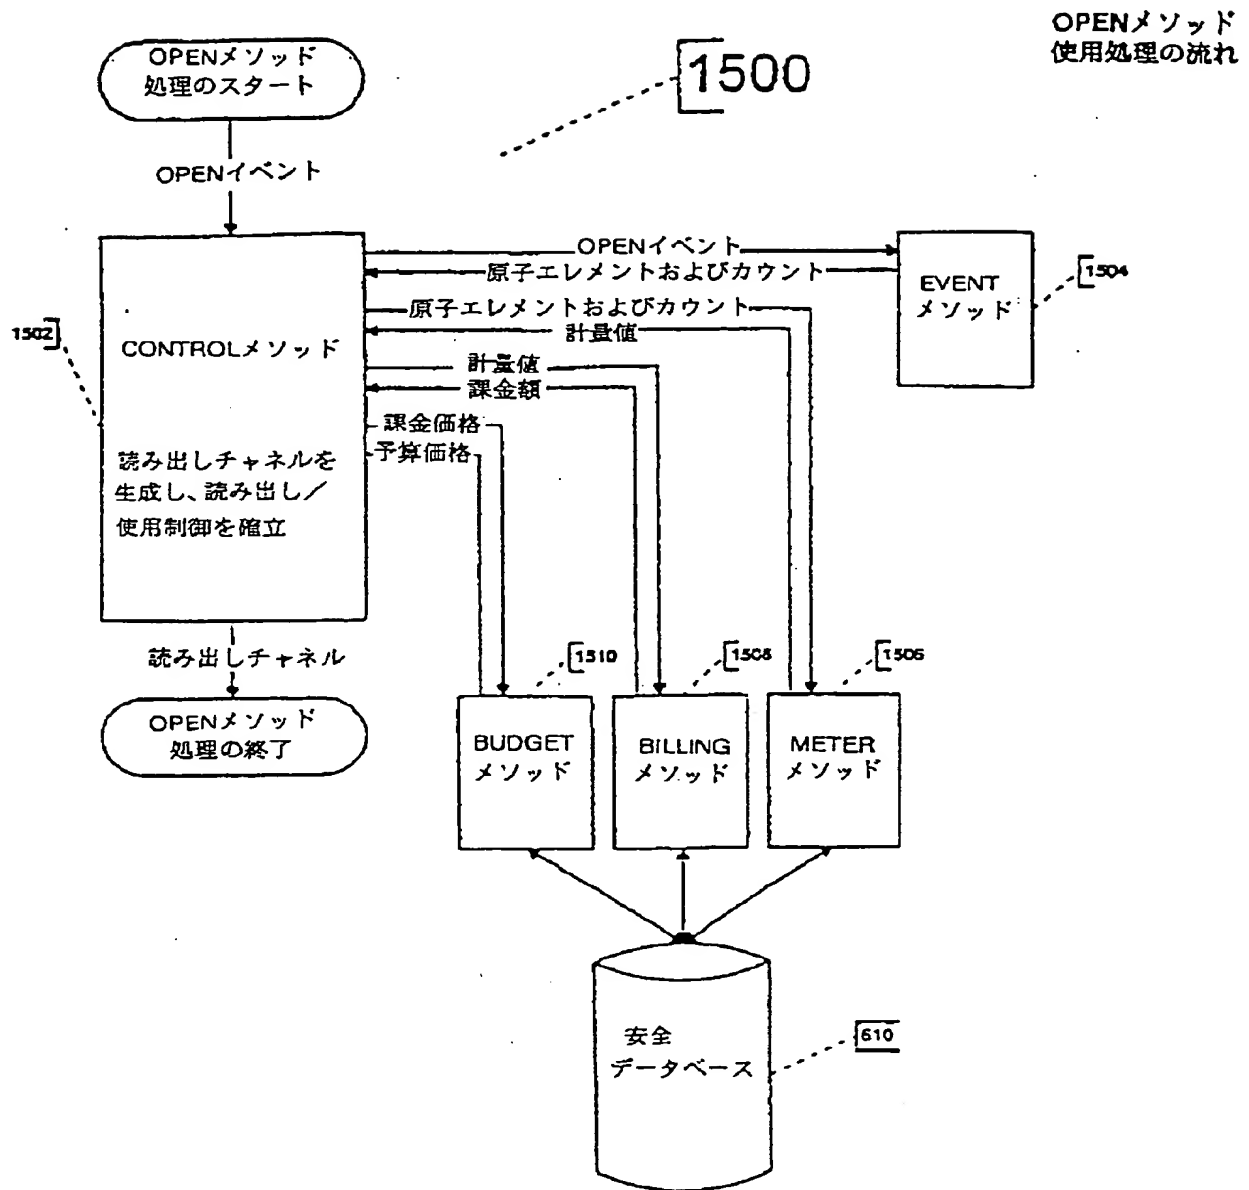 OPENメソッド
使用処理の流れ
OPENメソッド
処理のスタート
1500
OPENイベント
OPENイベント
原子エレメントおよびカウント
EVENT
メソッド
1504
原子エレメントおよびカウント
計量値
1502
CONTROLメソッド
計量値
課金額
課金価格
予算価格
読み出しチャネルを
生成し、読み出し/
使用制御を確立
読み出しチャネル
OPENメソッド
処理の終了
1510
1508
1506
BUDGET
メソッド
BILLING
メソッド
METER
メソッド
安全
データベース
610